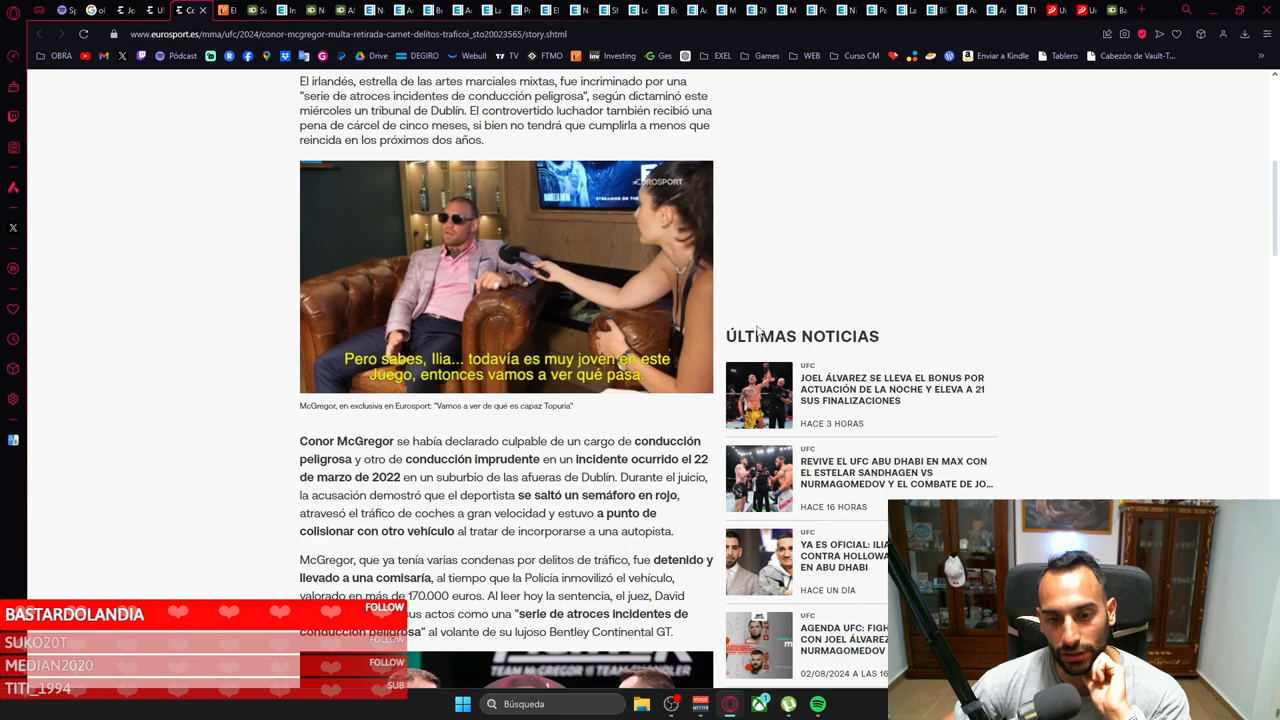 www.eurosport.es/mma/ufc/2024/conor-mcgregor-multa-retirada-carnet-delitos-traficoi_sto20023565/story.shtml
OBRA
Pódcast
Drive
DEGIRO
Webull
TV
FTMO
Investing
Ges
EXEL
Games
WEB
Curso CM
Enviar a Kindle
Tablero
Cabezón de Vault-T...
El irlandés, estrella de las artes marciales mixtas, fue incriminado por una
"serie de atroces incidentes de conducción peligrosa", según dictaminó este
miércoles un tribunal de Dublín. El controvertido luchador también recibió una
pena de cárcel de cinco meses, si bien no tendrá que cumplirla a menos que
reincida en los próximos dos años.
EUROSPORT
Pero sabes, Ilia... todavía es muy joven en este
Juego, entonces vamos a ver qué pasa.
McGregor, en exclusiva en Eurosport: "Vamos a ver de qué es capaz Topuria"
Conor McGregor se había declarado culpable de un cargo de conducción
peligrosa y otro de conducción imprudente en un incidente ocurrido el 22
de marzo de 2022 en un suburbio de las afueras de Dublín. Durante el juicio,
la acusación demostró que el deportista se saltó un semáforo en rojo,
atravesó el tráfico de coches a gran velocidad y estuvo a punto de
colisionar con otro vehículo al tratar de incorporarse a una autopista.
McGregor, que ya tenía varias condenas por delitos de tráfico, fue detenido y
llevado a una comisaría, al tiempo que la Policía inmovilizó el vehículo,
valorado en más de 170.000 euros. Al leer hoy la sentencia, el juez, David
sus actos como una "serie de atroces incidentes de
conducción peligrosa" al volante de su lujoso Bentley Continental GT.
TEAM McGREGOR E TEAM CHANDLER
ÚLTIMAS NOTICIAS
UFC
JOEL ÁLVAREZ SE LLEVA EL BONUS POR
ACTUACIÓN DE LA NOCHE Y ELEVA A 21
SUS FINALIZACIONES
HACE 3 HORAS
UFC
REVIVE EL UFC ABU DHABI EN MAX CON
EL ESTELAR SANDHAGEN VS
NURMAGOMEDOV Y EL COMBATE DE JO...
HACE 16 HORAS
UFC
YA ES OFICIAL: ILIA
CONTRA HOLLOWA
EN ABU DHABI
HACE UN DÍA
UFC
AGENDA UFC: FIGH
CON JOEL ÁLVAREZ
NURMAGOMEDOV
02/08/2024 A LAS 16
BASTARDOLANDIA
FOLLOW
SUKO20T
FOLLOW
MEDIAN2020
FOLLOW
TITI_1994
SUB
Búsqueda